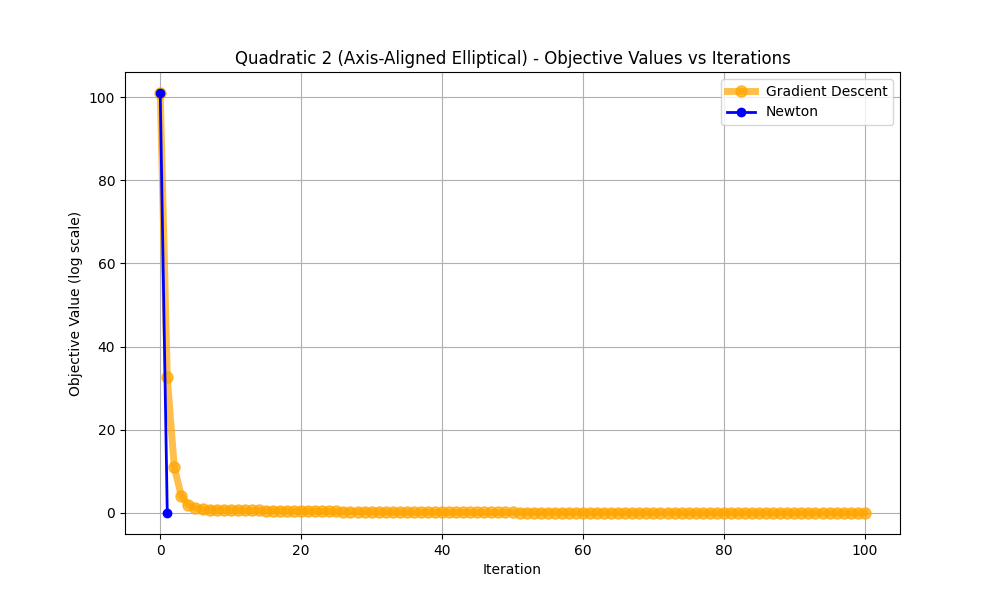 Quadratic 2 (Axis-Aligned Elliptical) - Objective Values vs Iterations
Gradient Descent
Newton
Objective Value (log scale)
100
80
60
40
20
0
0 20 40 60 80 100
Iteration